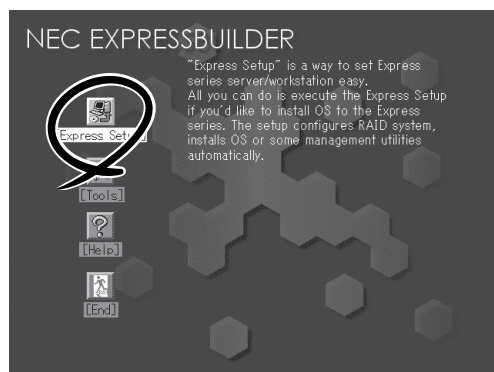 NEC EXPRESSBUILDER
"Express Setup" is a way to set Express
series server/workstation easy.
All you can do is execute the Express Setup
if you'd like to install OS to the Express
series. The setup configures RAID system,
installs OS or some management utilities
automatically.
Express
[Tools]
[Help]
[End]